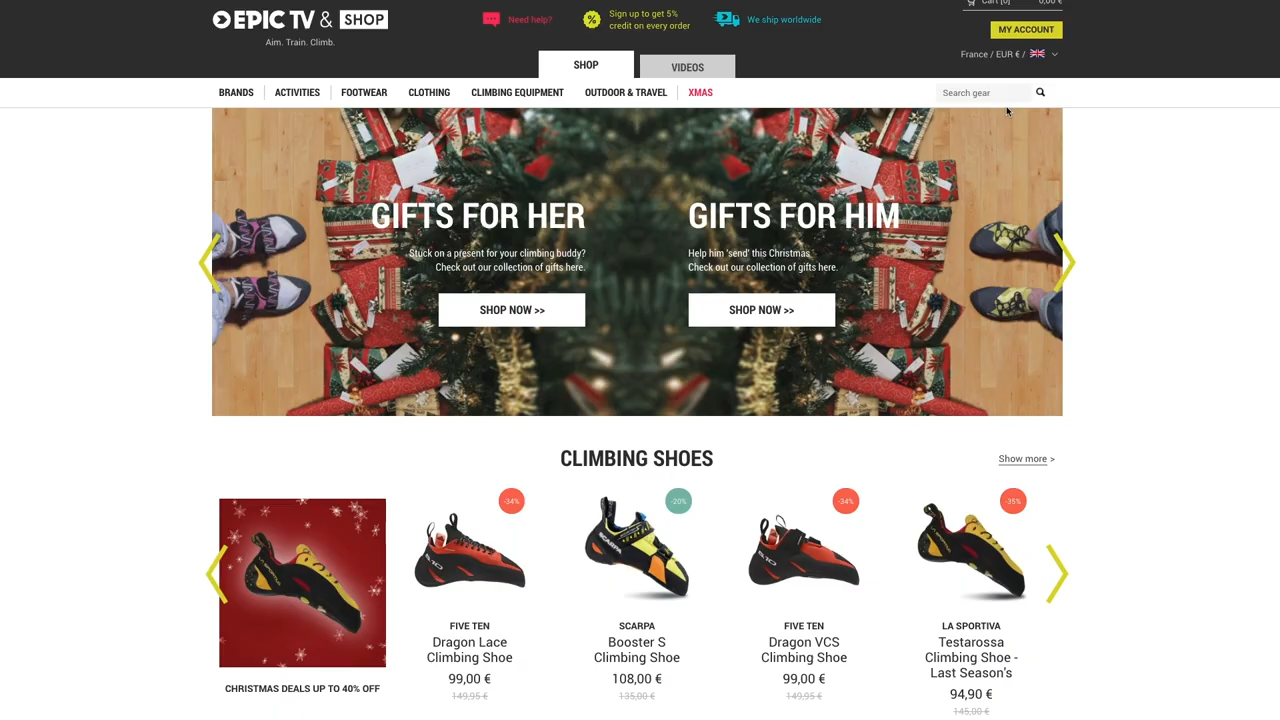 EPIC TV & SHOP
Aim. Train. Climb.
Need help?
Sign up to get 5%
credit on every order
We ship worldwide
Cart [0] 0,00 €
MY ACCOUNT
France / EUR € /
SHOP
VIDEOS
BRANDS
ACTIVITIES
FOOTWEAR
CLOTHING
CLIMBING EQUIPMENT
OUTDOOR & TRAVEL
XMAS
Search gear
GIFTS FOR HER
Stuck on a present for your climbing buddy?
Check out our collection of gifts here.
SHOP NOW >>
GIFTS FOR HIM
Help him 'send' this Christmas
Check out our collection of gifts here.
SHOP NOW >>
CLIMBING SHOES
Show more >
CHRISTMAS DEALS UP TO 40% OFF
-34%
FIVE TEN
Dragon Lace
Climbing Shoe
99,00 €
149,95 €
-20%
SCARPA
SCARPA
Booster S
Climbing Shoe
108,00 €
135,00 €
-34%
FIVE TEN
Dragon VCS
Climbing Shoe
99,00 €
149,95 €
-35%
LA SPORTIVA
Testarossa
Climbing Shoe -
Last Season's
94,90 €
145,00 €